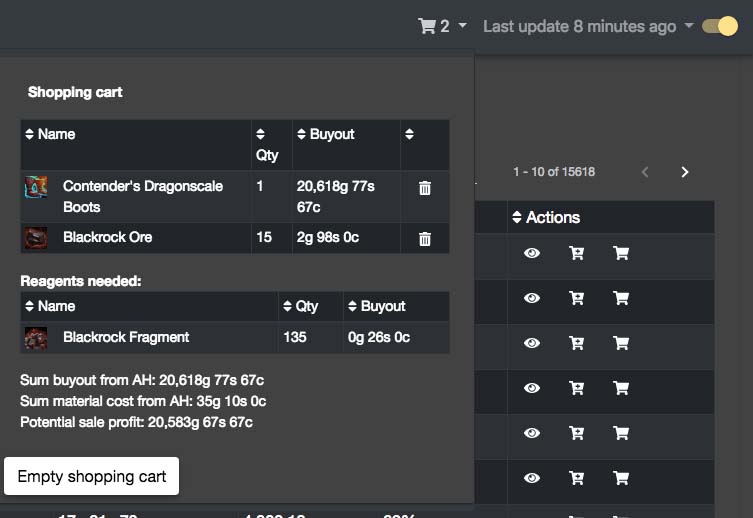 2
Last update 8 minutes ago
Shopping cart
Name Qty Buyout
Contender's Dragonscale Boots 1 20,618g 77s 67c
Blackrock Ore 15 2g 98s 0c
Reagents needed:
Name Qty Buyout
Blackrock Fragment 135 0g 26s 0c
Sum buyout from AH: 20,618g 77s 67c
Sum material cost from AH: 35g 10s 0c
Potential sale profit: 20,583g 67s 67c
Empty shopping cart
1 - 10 of 15618
Actions